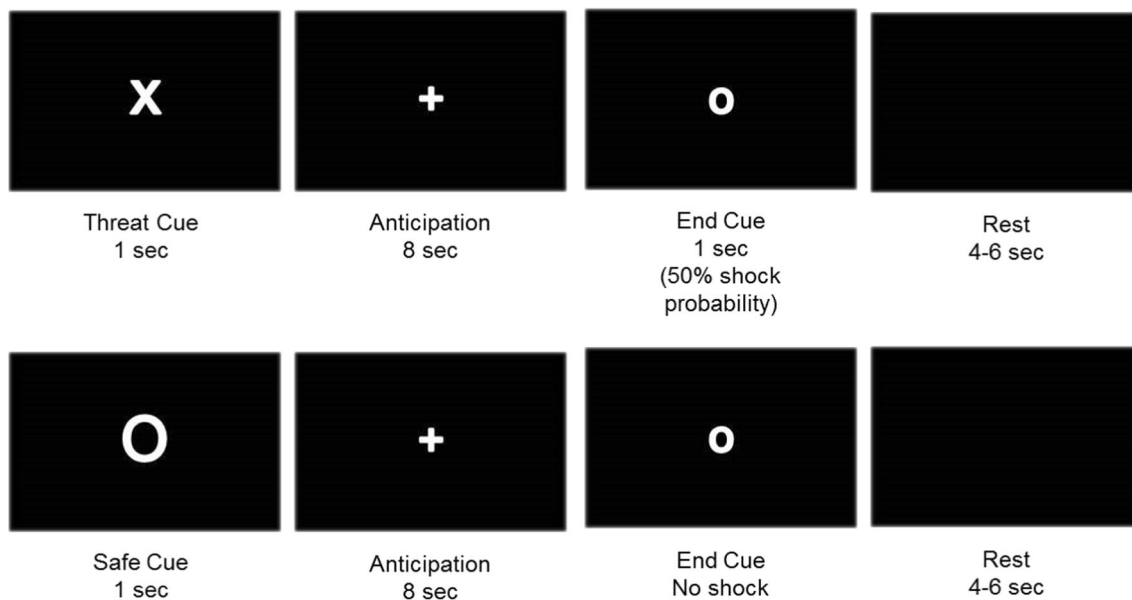 X
+
o
Threat Cue
1 sec
Anticipation
8 sec
End Cue
1 sec
(50% shock
probability)
Rest
4-6 sec
O
+
o
Safe Cue
1 sec
Anticipation
8 sec
End Cue
No shock
Rest
4-6 sec